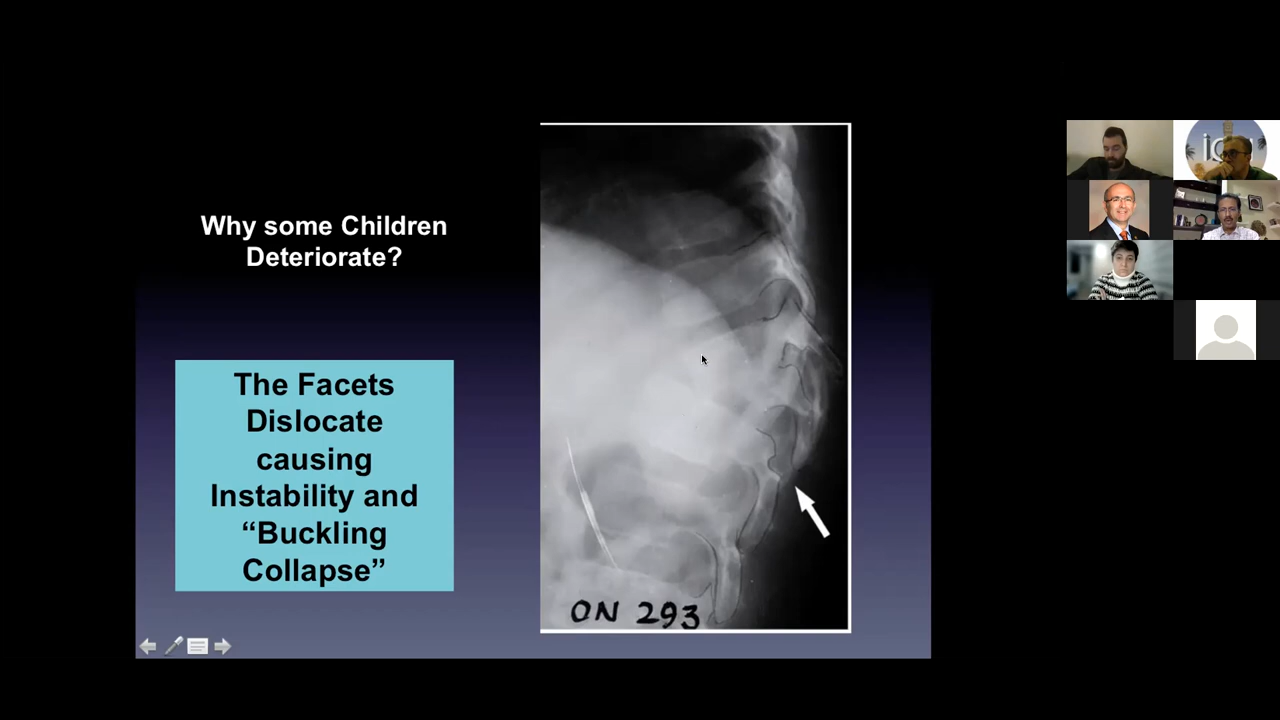 Why some Children
Deteriorate?
The Facets
Dislocate
causing
Instability and
“Buckling
Collapse”
ON 293